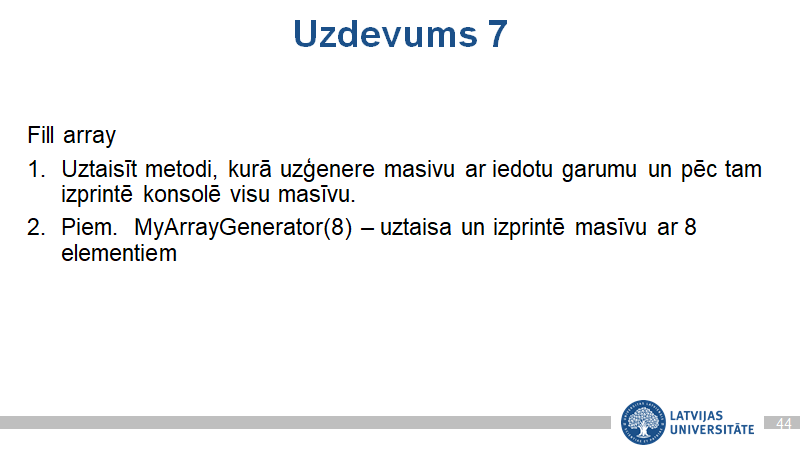 Uzdevums 7
Fill array
1. Uztaisīt metodi, kurā uzģenere masivu ar iedotu garumu un pēc tam
izprintē konsolē visu masīvu.
2. Piem. MyArrayGenerator(8) – uztaisa un izprintē masīvu ar 8
elementiem
LATVIJAS
UNIVERSITĀTE
44